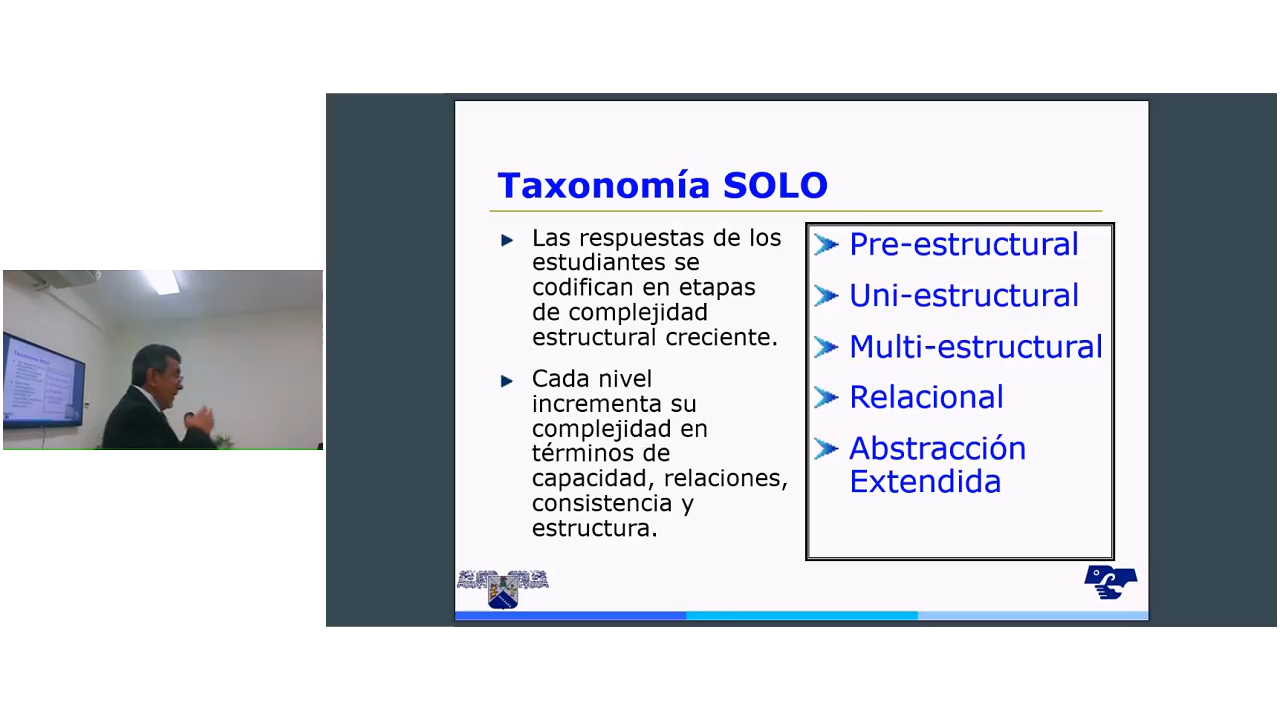 Taxonomía SOLO
Las respuestas de los
estudiantes se
codifican en etapas
de complejidad
estructural creciente.
Cada nivel
incrementa su
complejidad en
términos de
capacidad, relaciones,
consistencia y
estructura.
Pre-estructural
Uni-estructural
Multi-estructural
Relacional
Abstracción
Extendida